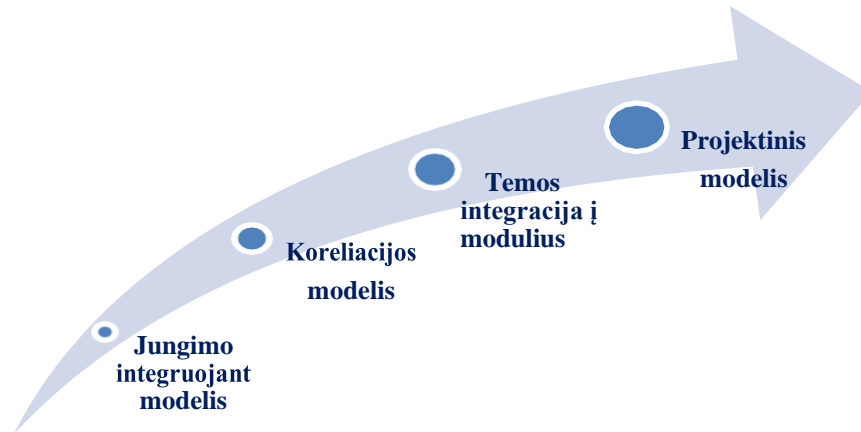 Projektinis
modelis
Temos
integracija į
modulius
Koreliacijos
modelis
Jungimo
integruojant
modelis